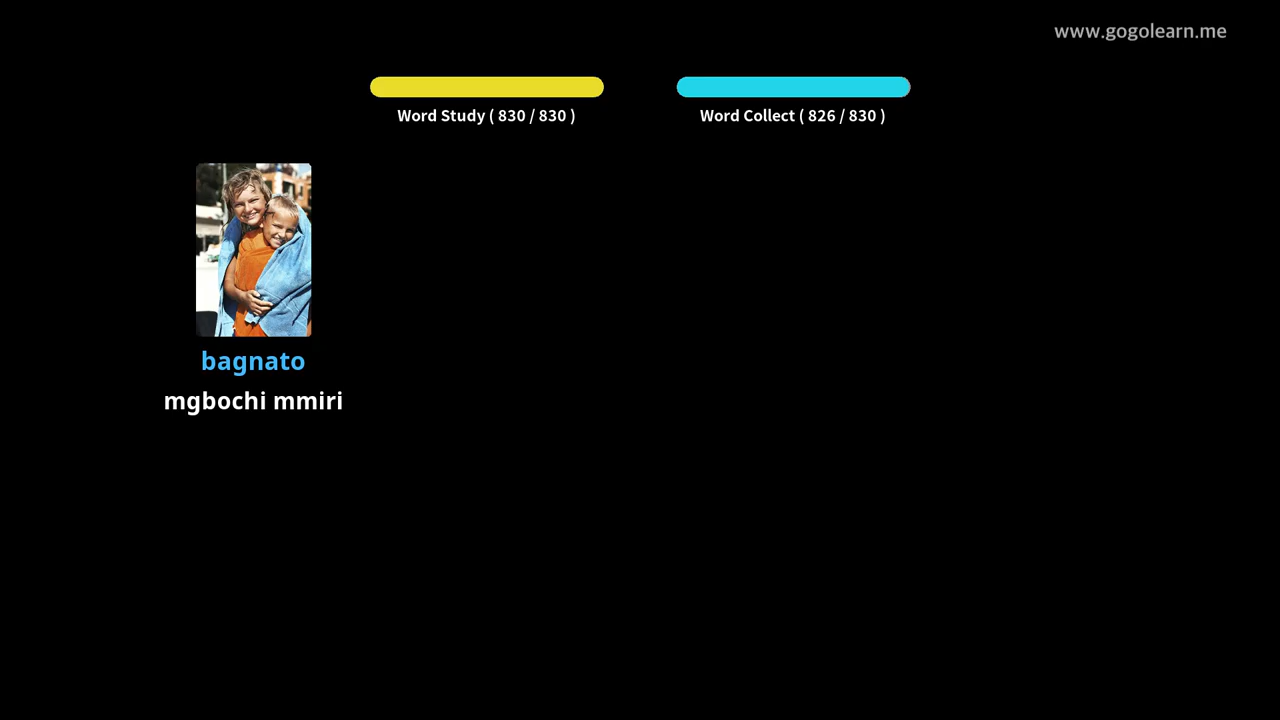 www.gogolearn.me
Word Study ( 830 / 830 )
Word Collect ( 826 / 830 )
bagnato
mgbochi mmiri